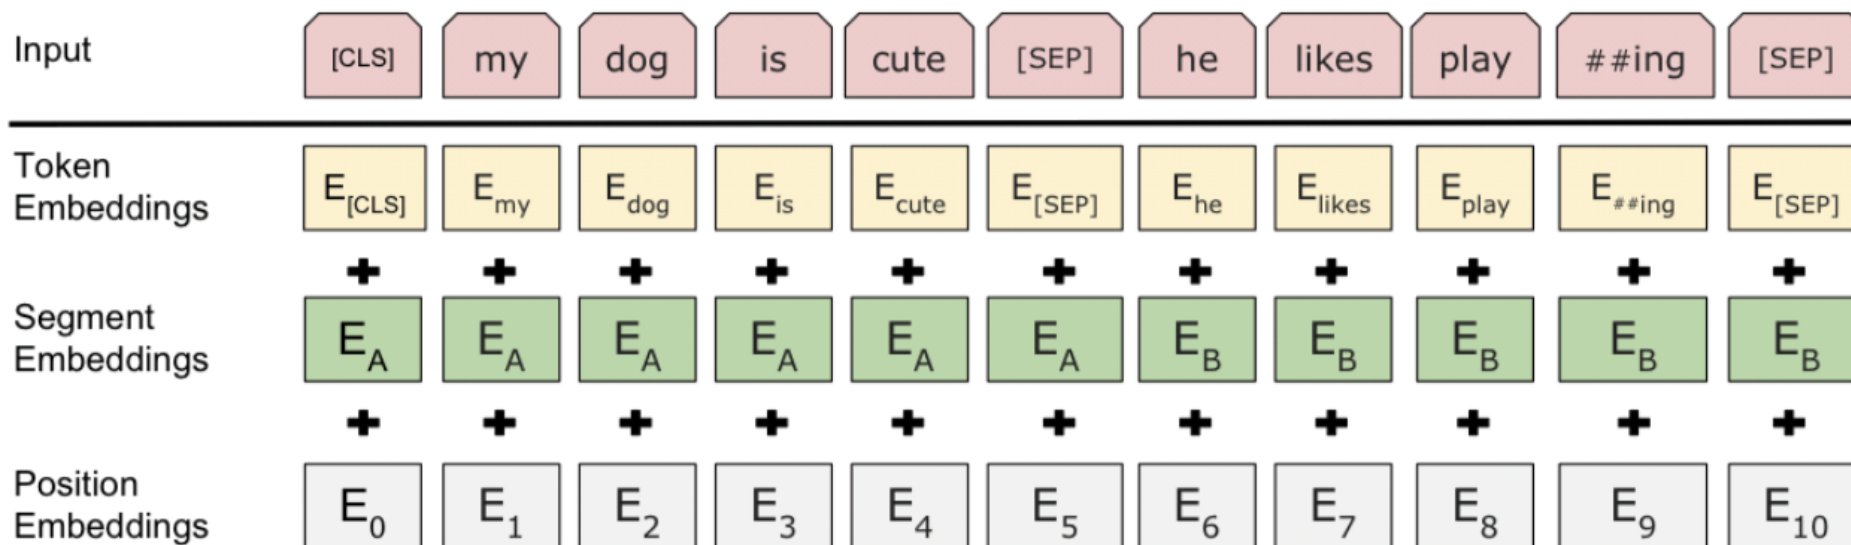 Input [CLS] my dog is cute [SEP] he likes play ##ing [SEP]
Token Embeddings E[CLS] Emy Edog Eis Ecute E[SEP] Ehe Elikes Eplay E##ing E[SEP]
+ + + + + + + + + + +
Segment Embeddings EA EA EA EA EA EA EB EB EB EB EB
+ + + + + + + + + + +
Position Embeddings E0 E1 E2 E3 E4 E5 E6 E7 E8 E9 E10